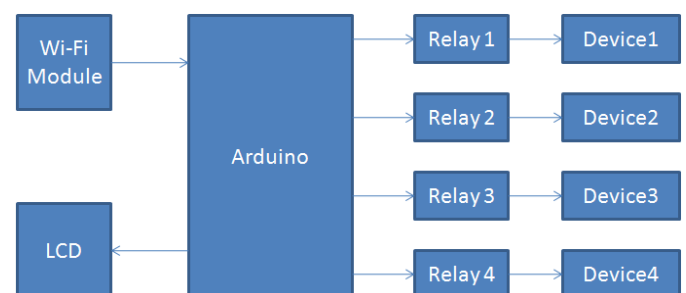 Wi-Fi
Module
Arduino
LCD
Relay 1
Device1
Relay 2
Device2
Relay 3
Device3
Relay 4
Device4